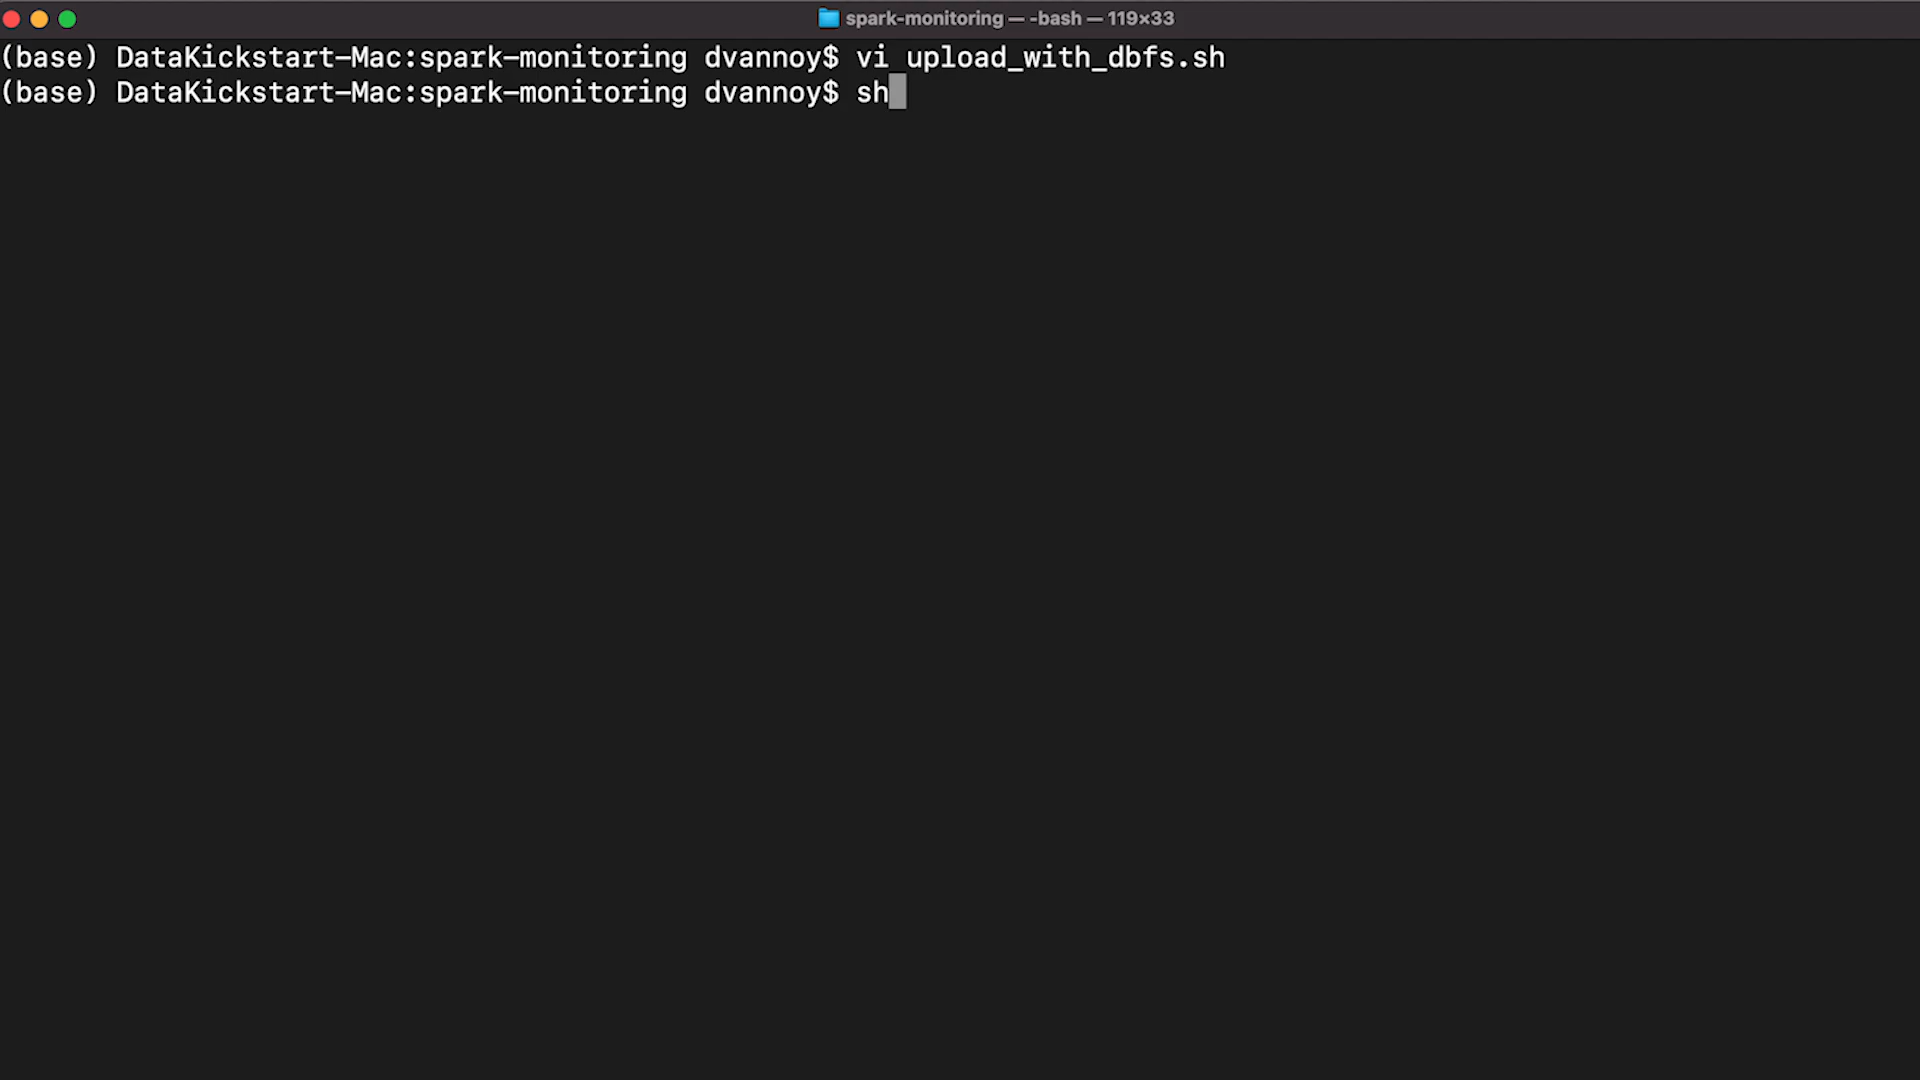 spark-monitoring — -bash — 119×33
(base) DataKickstart-Mac:spark-monitoring dvannoy$ vi upload_with_dbfs.sh
(base) DataKickstart-Mac:spark-monitoring dvannoy$ sh